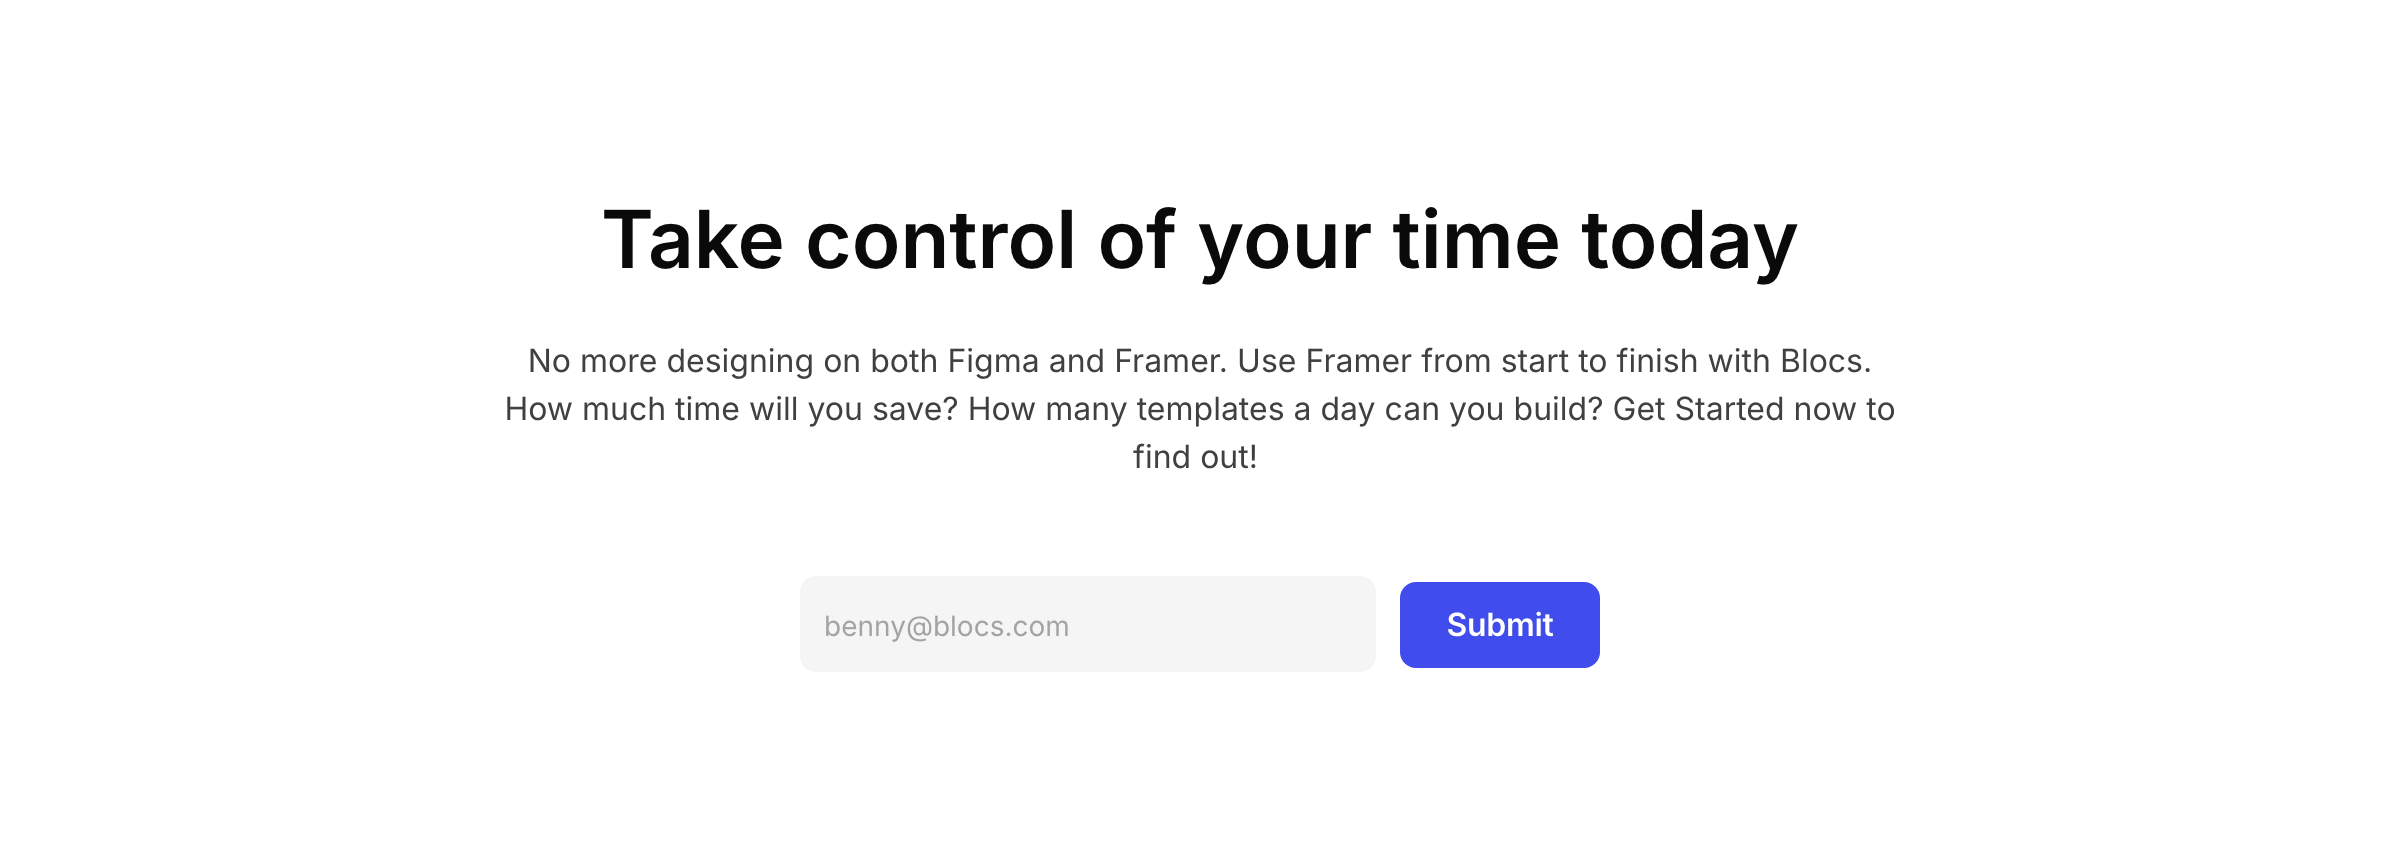 Take control of your time today
No more designing on both Figma and Framer. Use Framer from start to finish with Blocs.
How much time will you save? How many templates a day can you build? Get Started now to
find out!
benny@blocs.com
Submit